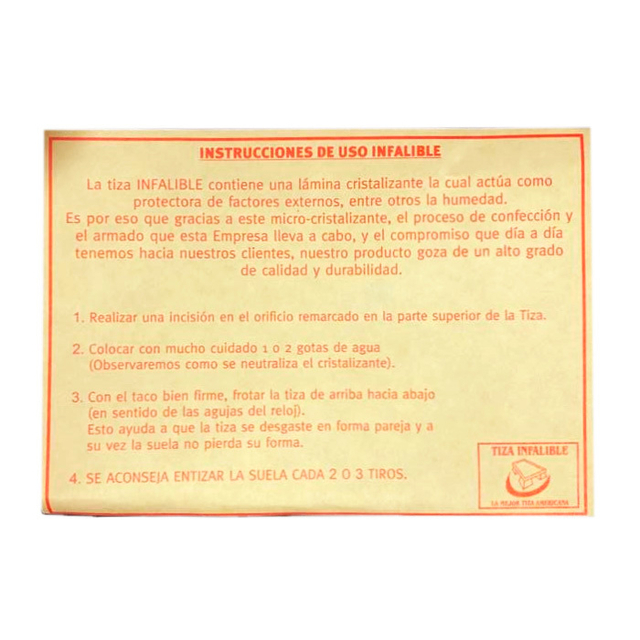 INSTRUCCIONES DE USO INFALIBLE
La tiza INFALIBLE contiene una lámina cristalizante la cual actúa como
protectora de factores externos, entre otros la humedad.
Es por eso que gracias a este micro-cristalizante, el proceso de confección y
el armado que esta Empresa lleva a cabo, y el compromiso que día a día
tenemos hacia nuestros clientes, nuestro producto goza de un alto grado
de calidad y durabilidad.
1. Realizar una incisión en el orificio remarcado en la parte superior de la Tiza.
2. Colocar con mucho cuidado 1 o 2 gotas de agua
(Observaremos como se neutraliza el cristalizante).
3. Con el taco bien firme, frotar la tiza de arriba hacia abajo
(en sentido de las agujas del reloj).
Esto ayuda a que la tiza se desgaste en forma pareja y a
su vez la suela no pierda su forma.
4. SE ACONSEJA ENTIZAR LA SUELA CADA 2 O 3 TIROS.
TIZA INFALIBLE
LA MEJOR TIZA AMERICANA